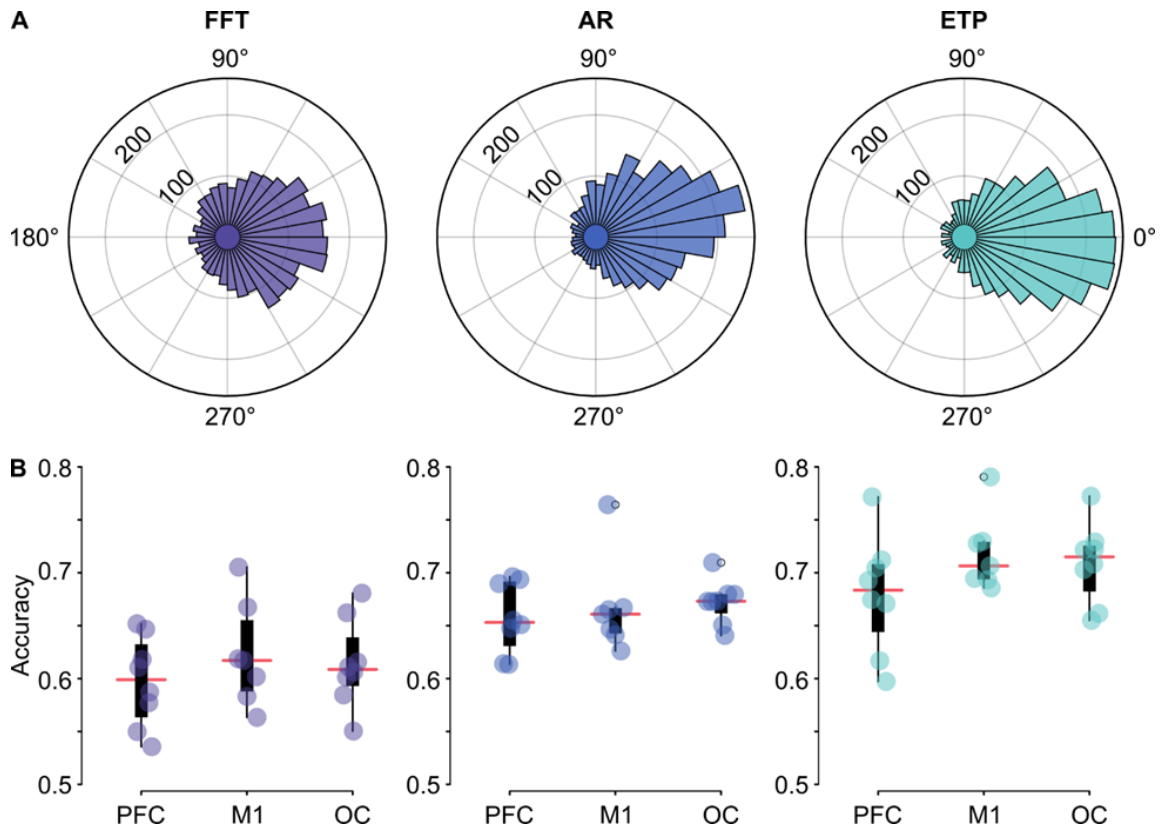 A FFT AR ETP
90° 90° 90°
200 200 200
100 100 100
180° 0°
270° 270° 270°
B 0.8 0.8 0.8
0.7 0.7 0.7
Accuracy
0.6 0.6 0.6
0.5 0.5 0.5
PFC M1 OC PFC M1 OC PFC M1 OC